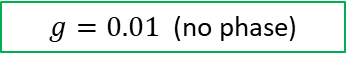 g = 0.01 (no phase)